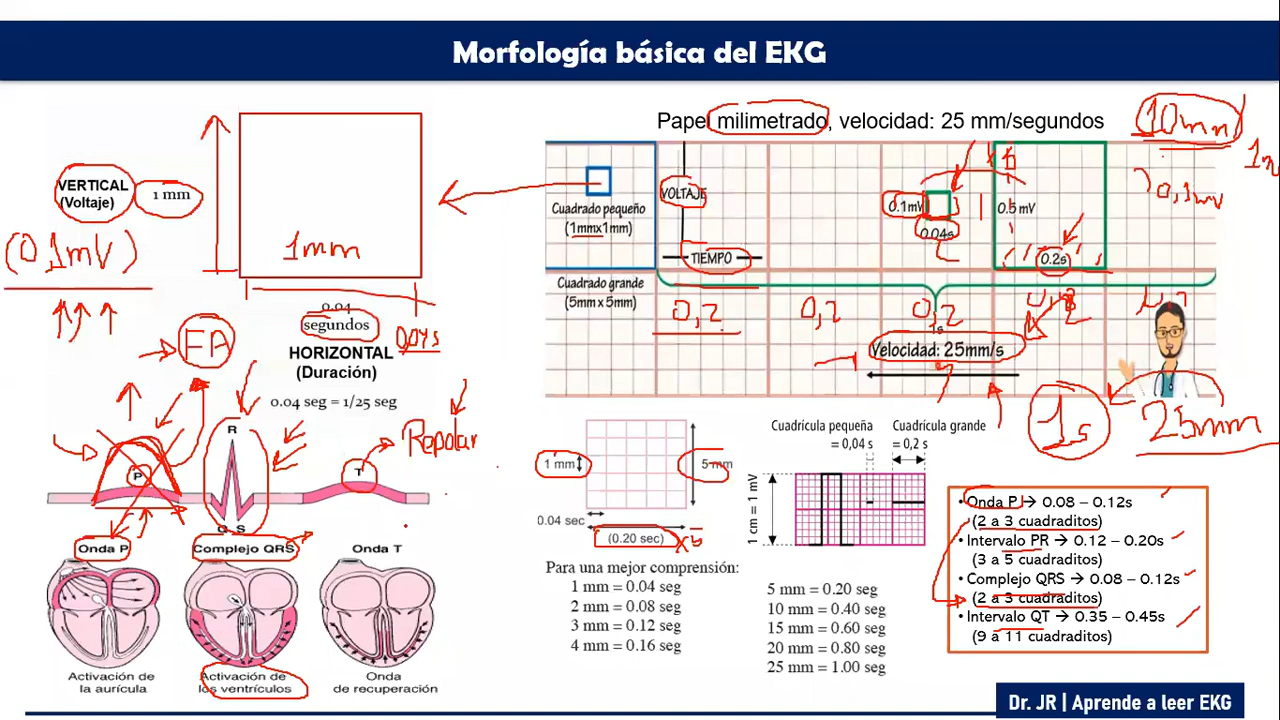 Morfología básica del EKG
Papel milimetrado, velocidad: 25 mm/segundos
10mm
VERTICAL
(Voltaje)
1 mm
(0,1mV)
1mm
0.04
segundos
0,04s
HORIZONTAL
(Duración)
0.04 seg = 1/25 seg
FA
Repolar
P
R
Q
S
T
Onda P
Complejo QRS
Onda T
Activación de
la aurícula
Activación de
los ventrículos
Onda
de recuperación
Cuadrado pequeño
(1mmx1mm)
Cuadrado grande
(5mm x 5mm)
VOLTAJE
TIEMPO
0.1mV
0.04s
0.5 mV
0.2s
0,1mV
0,2
0,2
0,2
1s
Velocidad: 25mm/s
1s
25mm
1 mm
5 mm
0.04 sec
(0.20 sec)
x5
Cuadrícula pequeña
= 0,04 s
Cuadrícula grande
= 0,2 s
1 cm = 1 mV
Para una mejor comprensión:
1 mm = 0.04 seg
2 mm = 0.08 seg
3 mm = 0.12 seg
4 mm = 0.16 seg
5 mm = 0.20 seg
10 mm = 0.40 seg
15 mm = 0.60 seg
20 mm = 0.80 seg
25 mm = 1.00 seg
• Onda P → 0.08 – 0.12s
(2 a 3 cuadraditos)
• Intervalo PR → 0.12 – 0.20s
(3 a 5 cuadraditos)
• Complejo QRS → 0.08 – 0.12s
(2 a 3 cuadraditos)
• Intervalo QT → 0.35 – 0.45s
(9 a 11 cuadraditos)
Dr. JR | Aprende a leer EKG